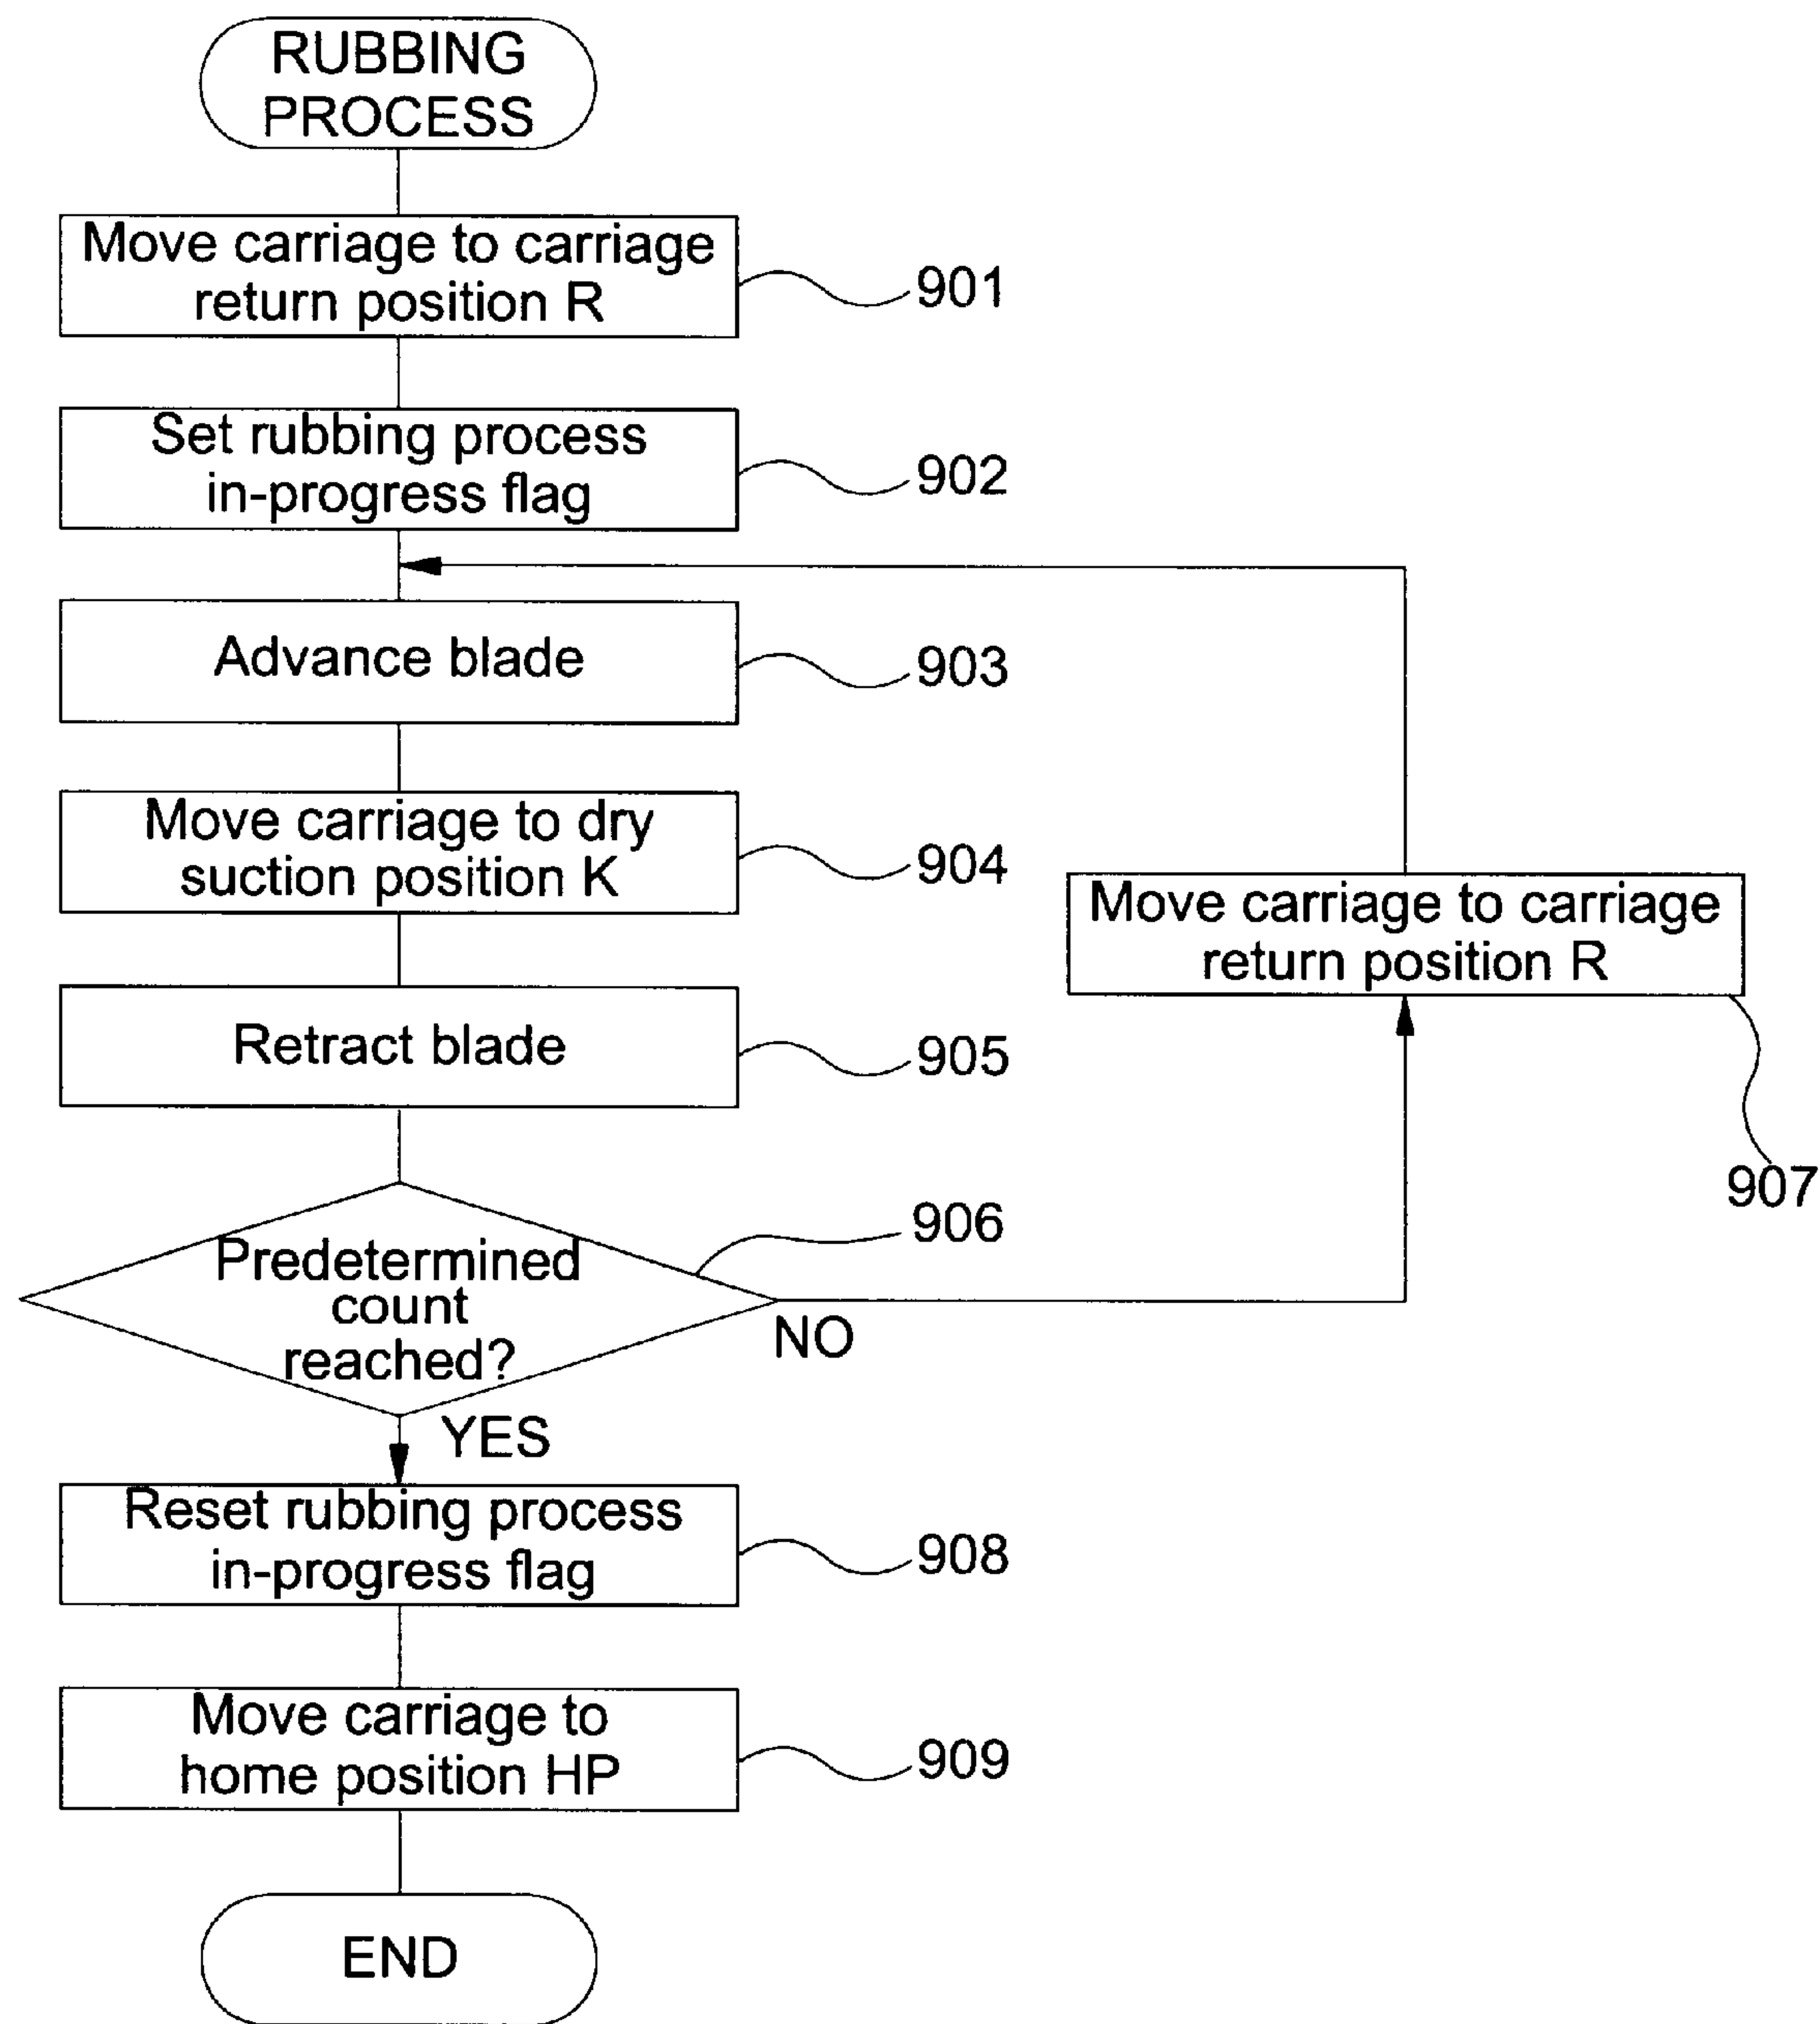 RUBBING
PROCESS
Move carriage to carriage
return position R
901
Set rubbing process
in-progress flag
902
Advance blade
903
Move carriage to dry
suction position K
904
Move carriage to carriage
return position R
907
Retract blade
905
Predetermined
count
reached?
906
NO
YES
Reset rubbing process
in-progress flag
908
Move carriage to
home position HP
909
END